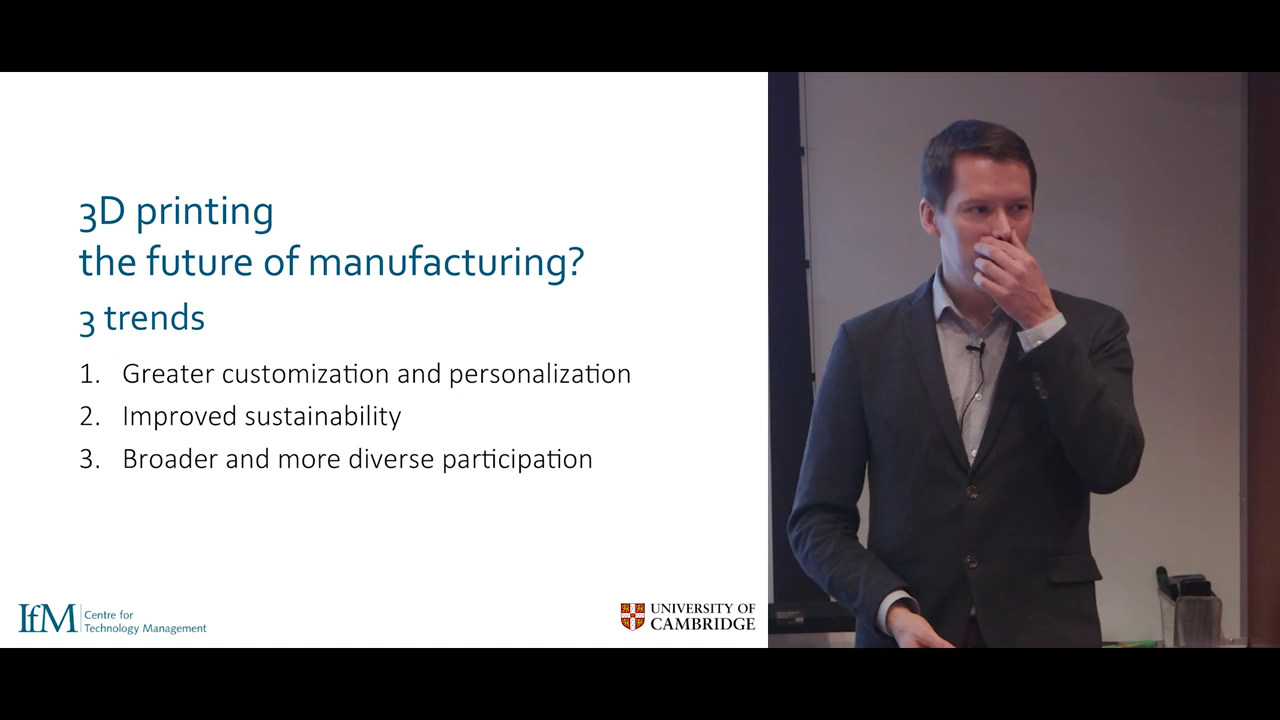 3D printing
the future of manufacturing?
3 trends
1. Greater customization and personalization
2. Improved sustainability
3. Broader and more diverse participation
IfM
Centre for
Technology Management
UNIVERSITY OF
CAMBRIDGE